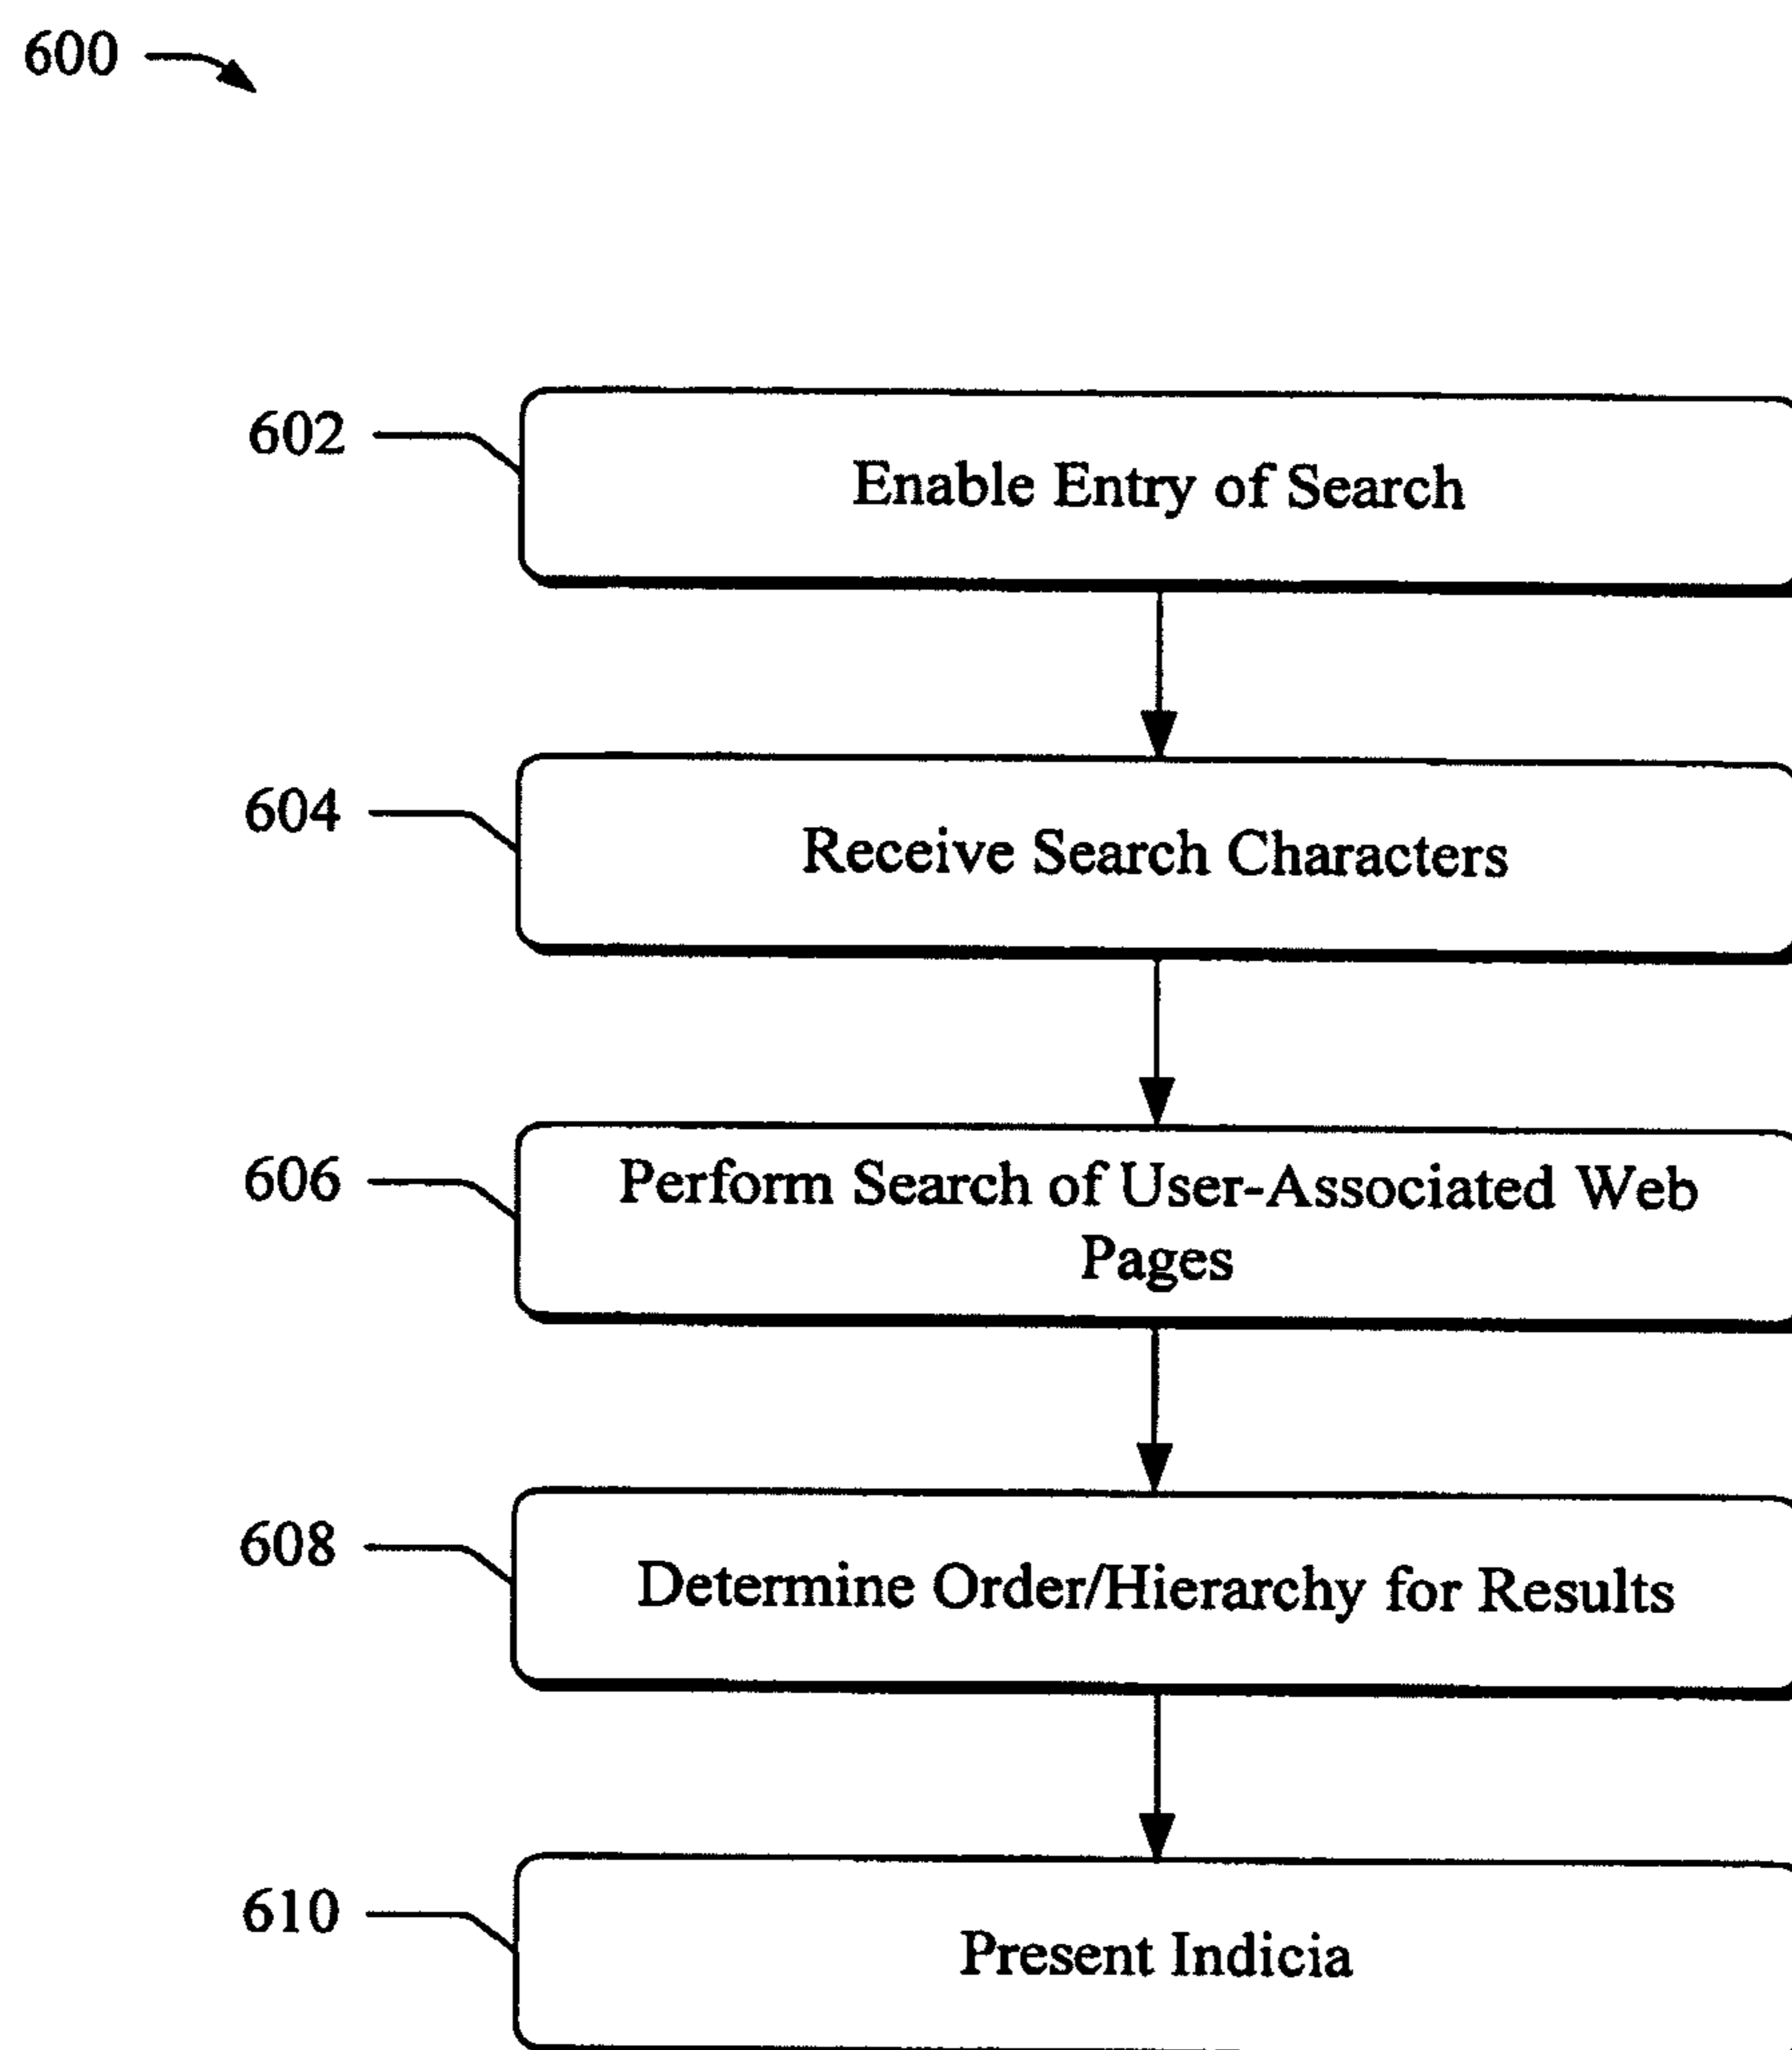 600
602
Enable Entry of Search
604
Receive Search Characters
606
Perform Search of User-Associated Web
Pages
608
Determine Order/Hierarchy for Results
610
Present Indicia